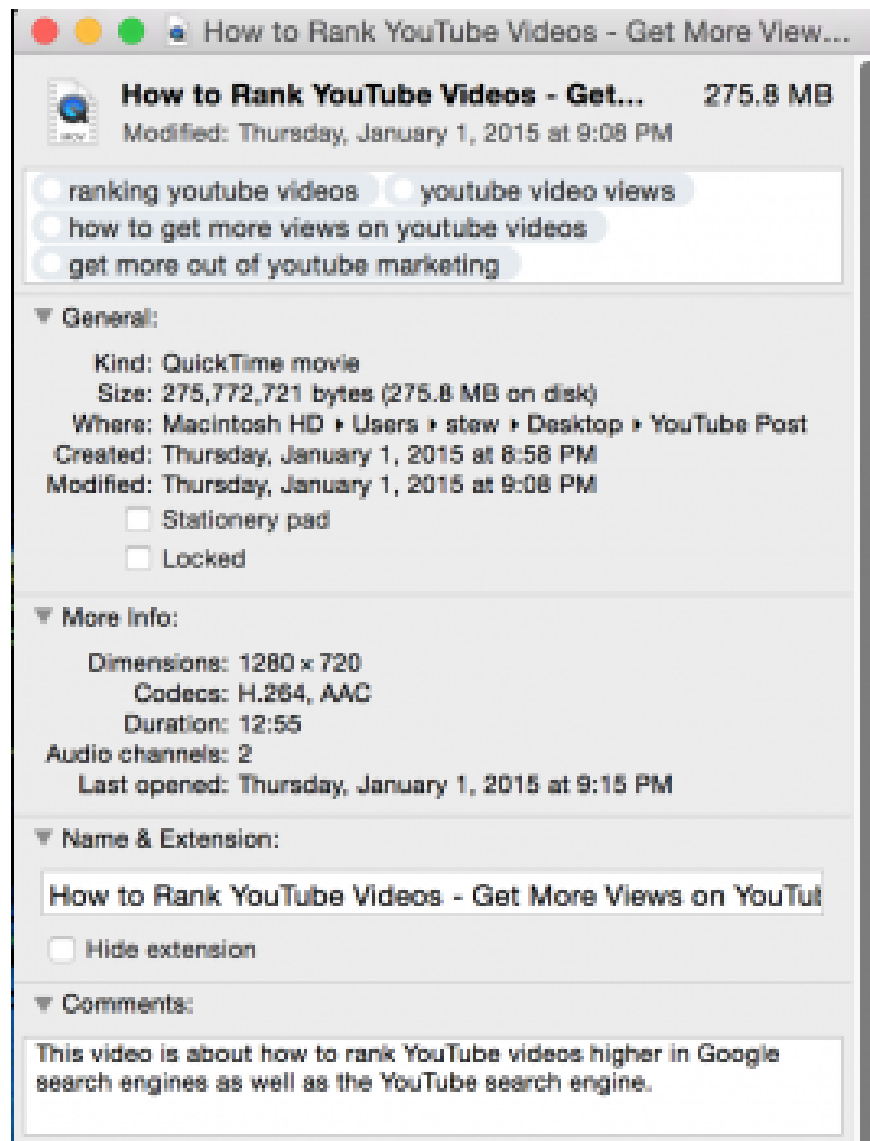 How to Rank YouTube Videos - Get More View....
How to Rank YouTube Videos - Get... 275.8 MB
Modified: Thursday, January 1, 2015 at 9:08 PM
ranking youtube videos youtube video views
how to get more views on youtube videos
get more out of youtube marketing
General:
Kind: QuickTime movie
Size: 275,772,721 bytes (275.8 MB on disk)
Where: Macintosh HD ▸ Users ▸ stew ▸ Desktop ▸ YouTube Post
Created: Thursday, January 1, 2015 at 8:58 PM
Modified: Thursday, January 1, 2015 at 9:08 PM
Stationery pad
Locked
More Info:
Dimensions: 1280 × 720
Codecs: H.264, AAC
Duration: 12:55
Audio channels: 2
Last opened: Thursday, January 1, 2015 at 9:15 PM
Name & Extension:
How to Rank YouTube Videos - Get More Views on YouTub
Hide extension
Comments:
This video is about how to rank YouTube videos higher in Google
search engines as well as the YouTube search engine.